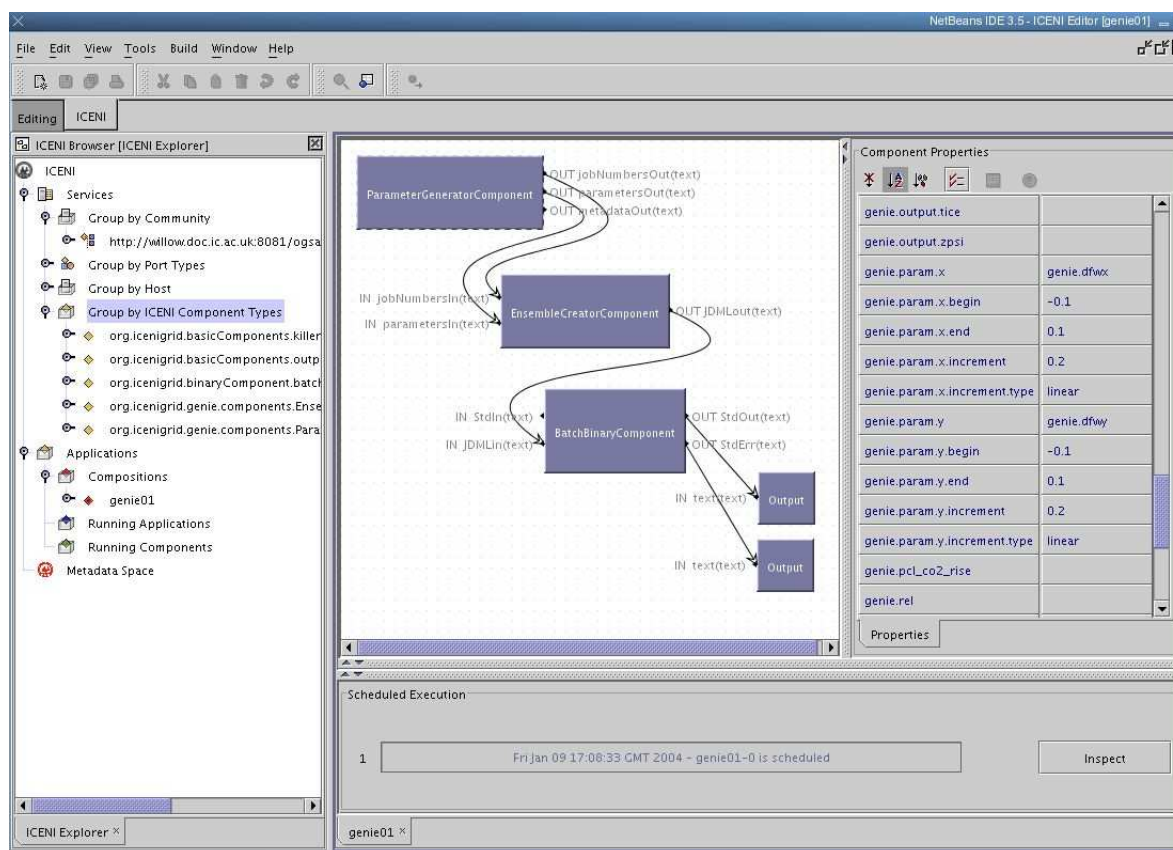 NetBeans IDE 3.5 - ICENI Editor [genie01]
File Edit View Tools Build Window Help
Editing ICENI
ICENI Browser [ICENI Explorer]
ICENI
Services
Group by Community
http://willow.doc.ic.ac.uk:8081/ogsa
Group by Port Types
Group by Host
Group by ICENI Component Types
org.icenigrid.basicComponents.killer
org.icenigrid.basicComponents.outp
org.icenigrid.binaryComponent.batch
org.icenigrid.genie.components.Ense
org.icenigrid.genie.components.Para
Applications
Compositions
genie01
Running Applications
Running Components
Metadata Space
ICENI Explorer
ParameterGeneratorComponent
OUT jobNumbersOut(text)
OUT parametersOut(text)
OUT metadataOut(text)
IN jobNumbersIn(text)
IN parametersIn(text)
EnsembleCreatorComponent
OUT JDMLout(text)
IN StdIn(text)
IN JDMLin(text)
BatchBinaryComponent
OUT StdOut(text)
OUT StdErr(text)
IN text(text)
Output
IN text(text)
Output
Component Properties
genie.output.tice
genie.output.zpsi
genie.param.x genie.dfwx
genie.param.x.begin -0.1
genie.param.x.end 0.1
genie.param.x.increment 0.2
genie.param.x.increment.type linear
genie.param.y genie.dfwy
genie.param.y.begin -0.1
genie.param.y.end 0.1
genie.param.y.increment 0.2
genie.param.y.increment.type linear
genie.pcl_co2_rise
genie.rel
Properties
Scheduled Execution
1 Fri Jan 09 17:08:33 GMT 2004 - genie01-0 is scheduled Inspect
genie01